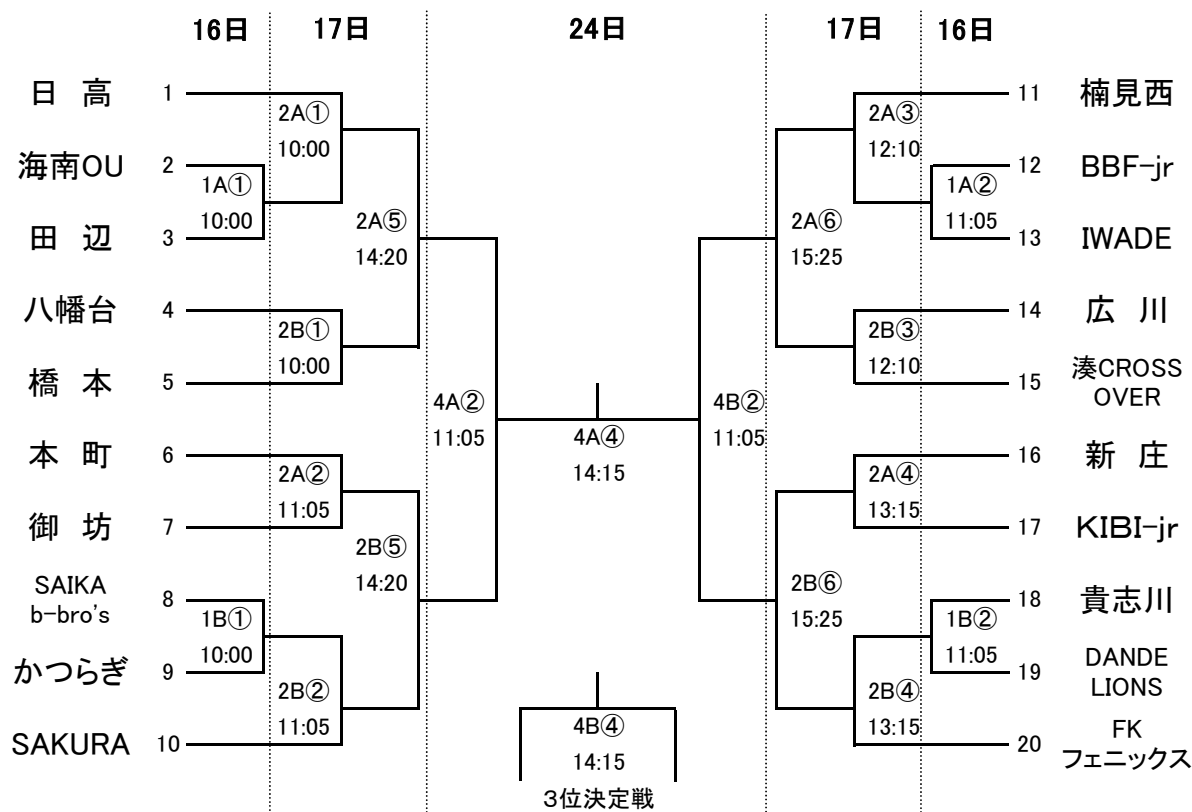 16日 17日 24日 17日 16日
日 高 1
2A①
10:00
海南OU 2
1A①
10:00
田 辺 3
2A⑤
14:20
八幡台 4
2B①
10:00
橋 本 5
4A②
11:05
本 町 6
2A②
11:05
御 坊 7
2B⑤
14:20
SAIKA
b-bro's
8
1B①
10:00
かつらぎ 9
2B②
11:05
SAKURA 10
4A④
14:15
4B④
14:15
3位決定戦
11 楠見西
2A③
12:10
12 BBF-jr
1A②
11:05
13 IWADE
2A⑥
15:25
14 広 川
2B③
12:10
15
湊CROSS
OVER
4B②
11:05
16 新 庄
2A④
13:15
17 KIBI-jr
2B⑥
15:25
18 貴志川
1B②
11:05
19
DANDE
LIONS
2B④
13:15
20
FK
フェニックス